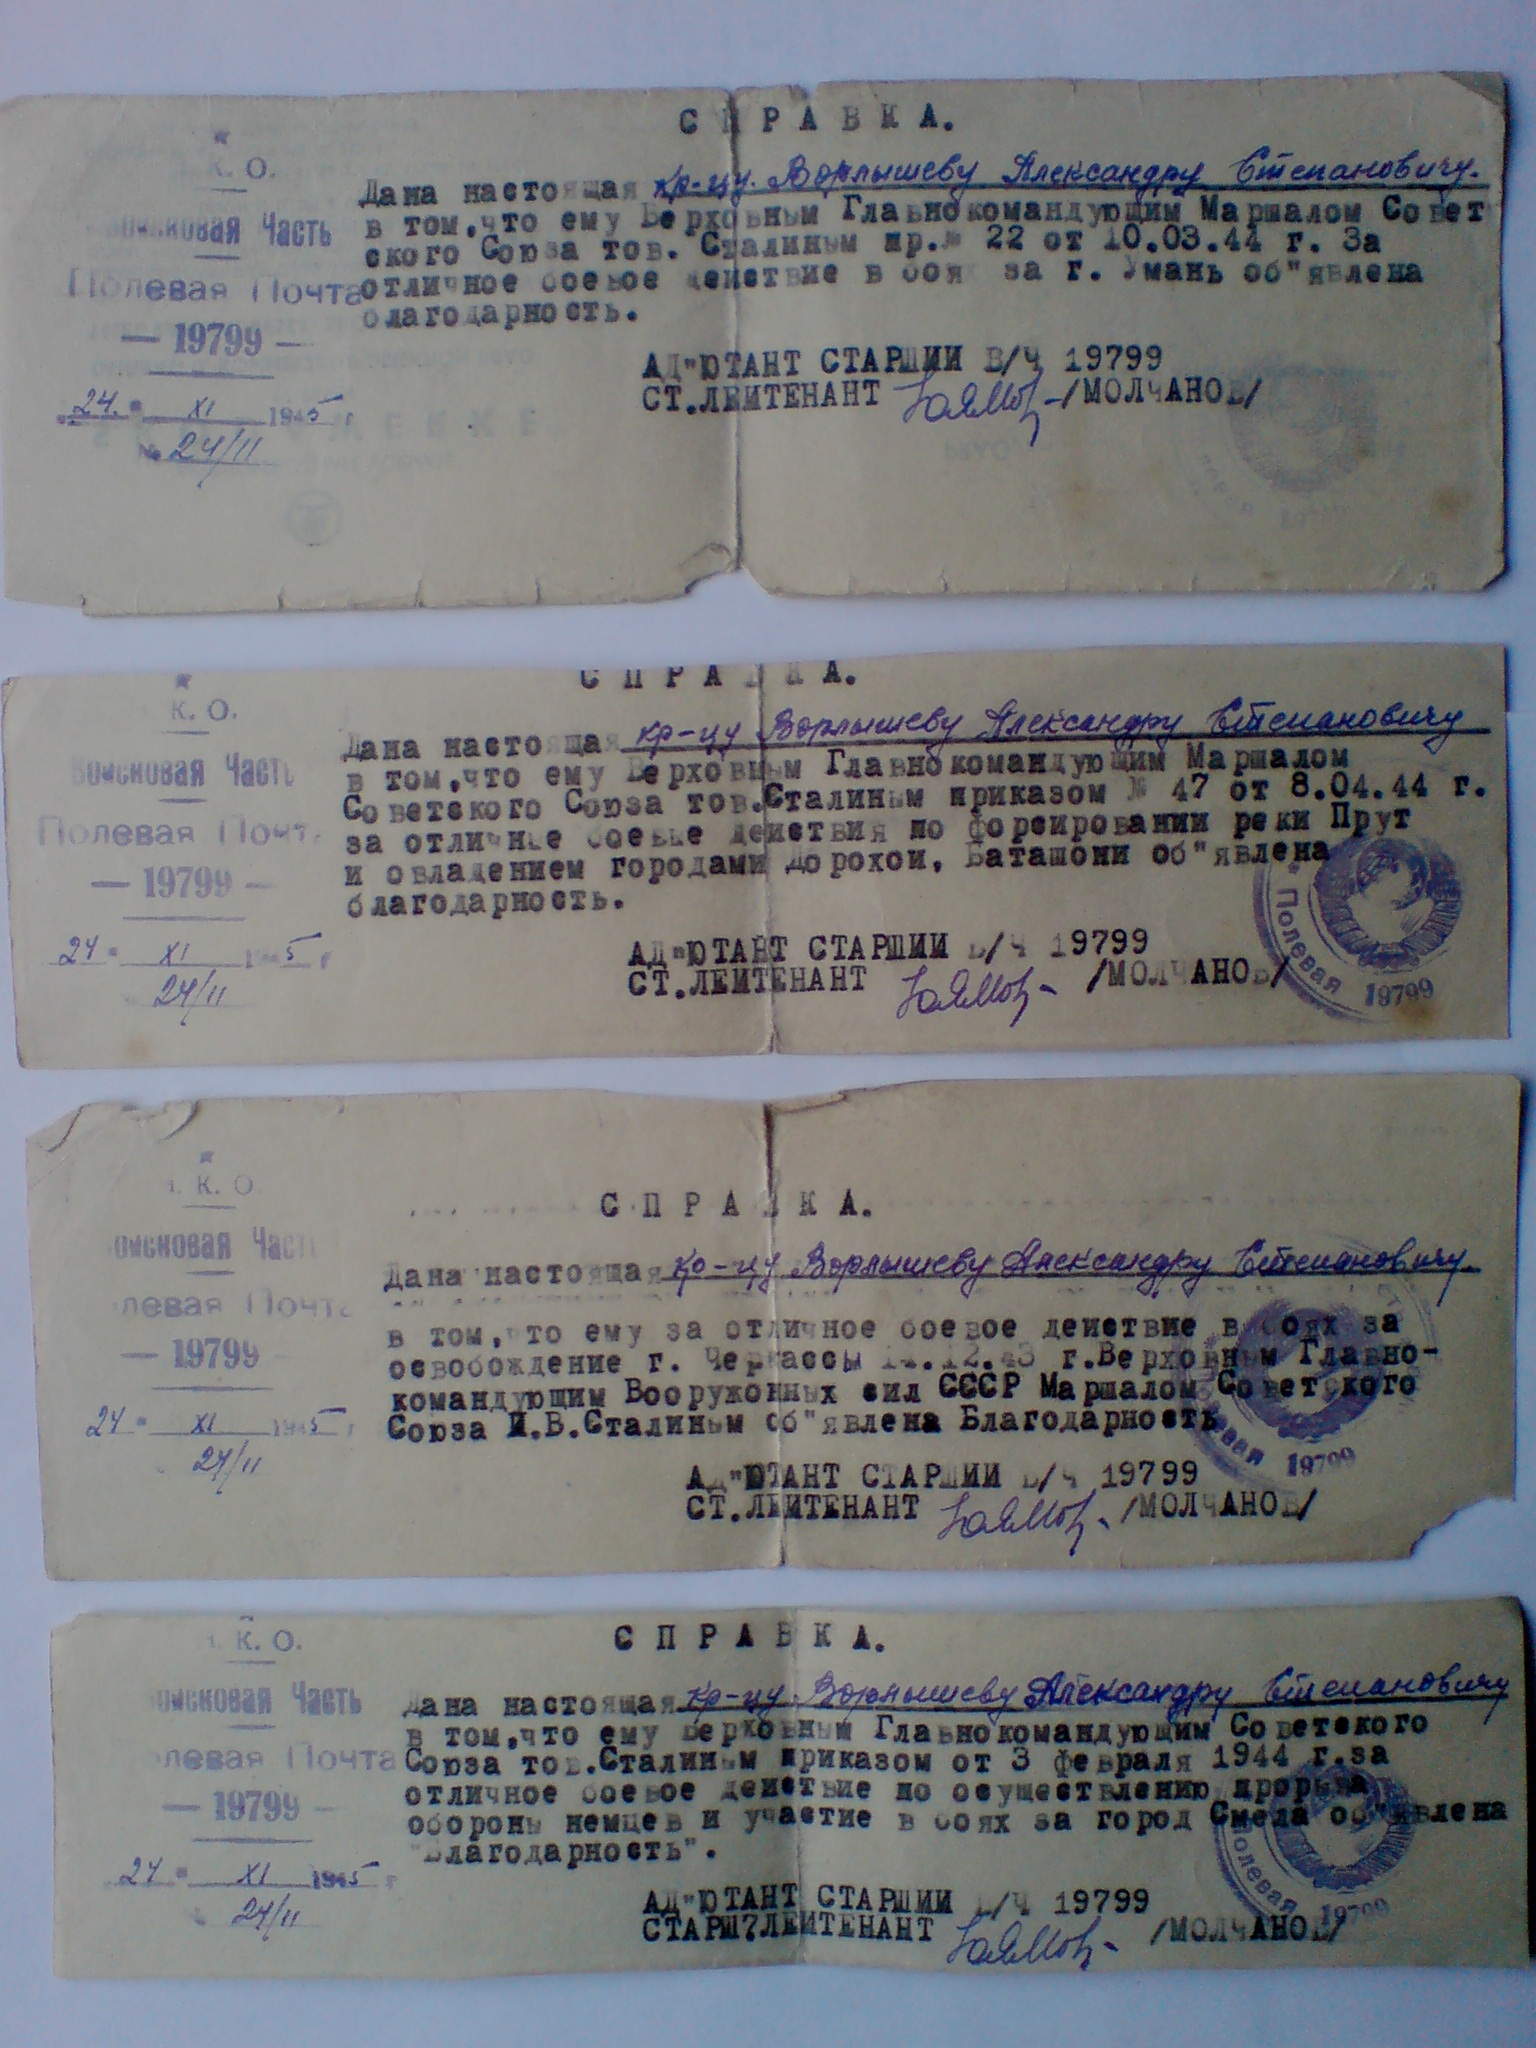 СПРАВКА.
К. О.
Войсковая Часть
Полевая Почта
— 19799 —
24. XI 1945 г
№ 24/11
Дана настоящая кр-цу. Ворлышеву Александру Степановичу.
в том,что ему Верховным Главнокомандующим Маршалом Совет
ского Союза тов. Сталиным пр.№ 22 от 10.03.44 г. За
отличное боевое действие в боях за г. Умань об"явлена
благодарность.
АД"ЮТАНТ СТАРШИЙ В/Ч 19799
СТ.ЛЕЙТЕНАНТ /МОЛЧАНОВ/
СПРАВКА.
К. О.
Войсковая Часть
Полевая Почта
— 19799 —
24 " XI 1945 г
24/11
Дана настоящая кр-цу Ворлышеву Александру Степановичу
в том,что ему Верховным Главнокомандующим Маршалом
Советского Союза тов.Сталиным приказом № 47 от 8.04.44 г.
за отличные боевые действия по форсировании реки Прут
и овладением городами Дорохои, Баташони об"явлена
благодарность.
АД"ЮТАНТ СТАРШИЙ В/Ч 19799
СТ.ЛЕЙТЕНАНТ /МОЛЧАНОВ/
Полевая 19799
СПРАВКА.
К. О.
Войсковая Часть
Полевая Почта
— 19799 —
24 " XI 1945 г
24/11
Дана настоящая кр-цу Ворлышеву Александру Степановичу.
в том,что ему за отличное боевое действие в боях за
освобождение г. Черкассы 14.12.43 г.Верховным Главно-
командующим Вооружонных сил СССР Маршалом Советского
Союза И.В.Сталиным об"явлена Благодарность
АД"ЮТАНТ СТАРШИЙ В/Ч 19799
СТ.ЛЕЙТЕНАНТ /МОЛЧАНОВ/
19799
СПРАВКА.
К. О.
Войсковая Часть
Полевая Почта
— 19799 —
24 " XI 1945 г
24/11
Дана настоящая кр-цу Ворлышеву Александру Степановичу
в том,что ему Верховным Главнокомандующим Советского
Союза тов.Сталиным приказом от 3 февраля 1944 г.за
отличное боевое действие по осуществлению прорыва
обороны немцев и участие в боях за город Смела об"явлена
"Благодарность".
АД"ЮТАНТ СТАРШИЙ В/Ч 19799
СТАРШ7ЛЕЙТЕНАНТ /МОЛЧАНОВ/
Полевая 19799